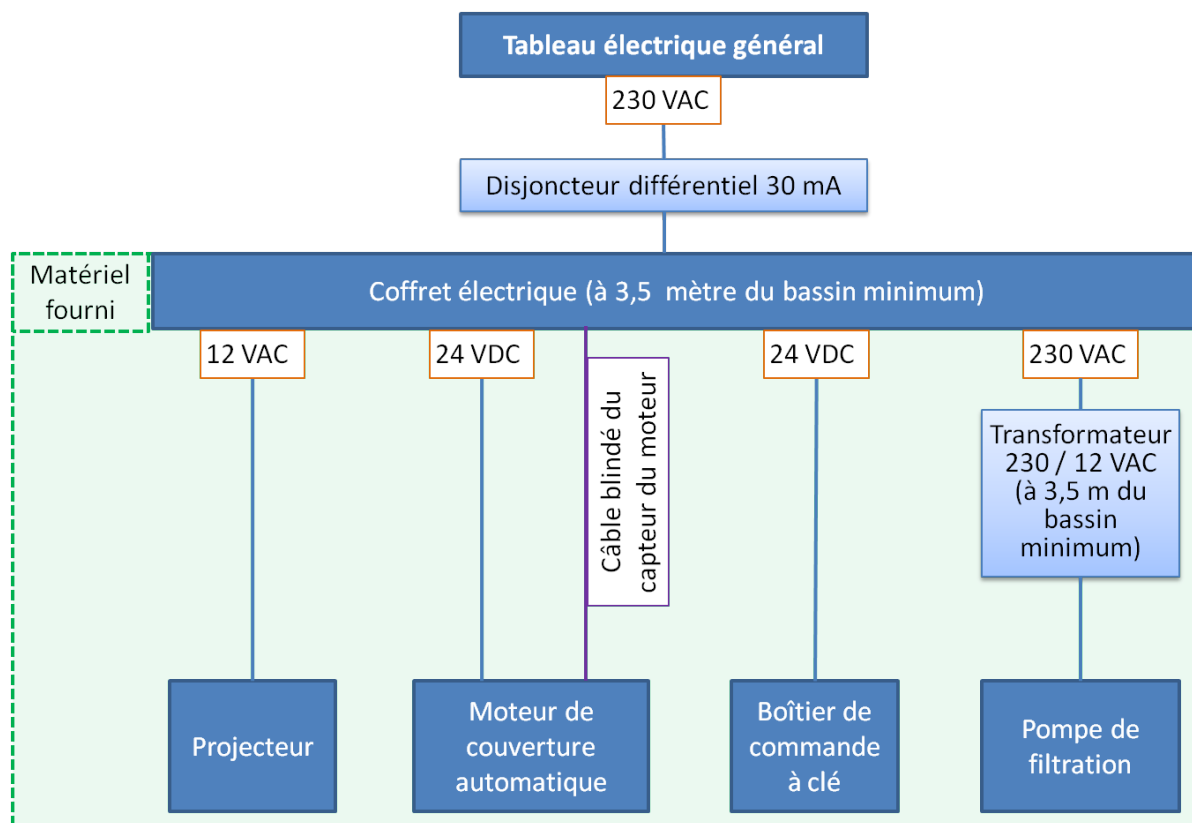 Tableau électrique général
230 VAC
Disjoncteur différentiel 30 mA
Matériel
fourni
Coffret électrique (à 3,5 mètre du bassin minimum)
12 VAC
24 VDC
Câble blindé du
capteur du moteur
24 VDC
230 VAC
Transformateur
230 / 12 VAC
(à 3,5 m du
bassin
minimum)
Projecteur
Moteur de
couverture
automatique
Boîtier de
commande
à clé
Pompe de
filtration